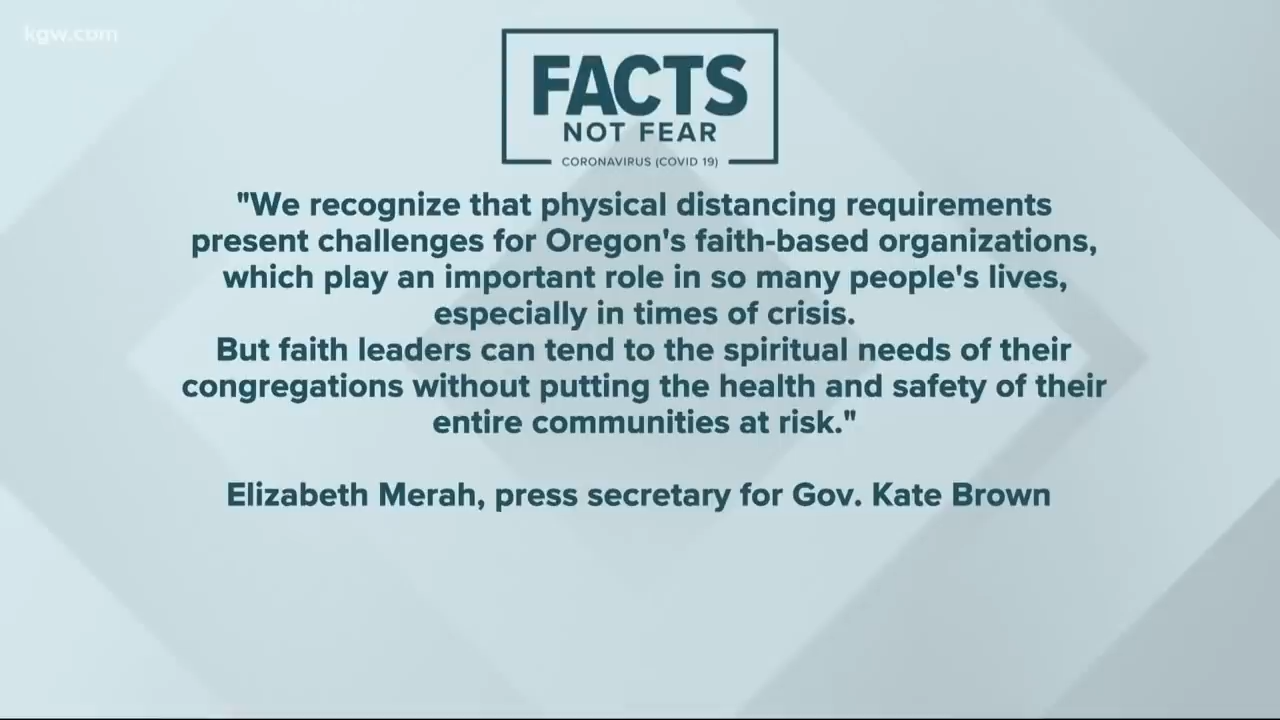 kgw.com
FACTS
NOT FEAR
CORONAVIRUS (COVID 19)
"We recognize that physical distancing requirements
present challenges for Oregon's faith-based organizations,
which play an important role in so many people's lives,
especially in times of crisis.
But faith leaders can tend to the spiritual needs of their
congregations without putting the health and safety of their
entire communities at risk."
Elizabeth Merah, press secretary for Gov. Kate Brown